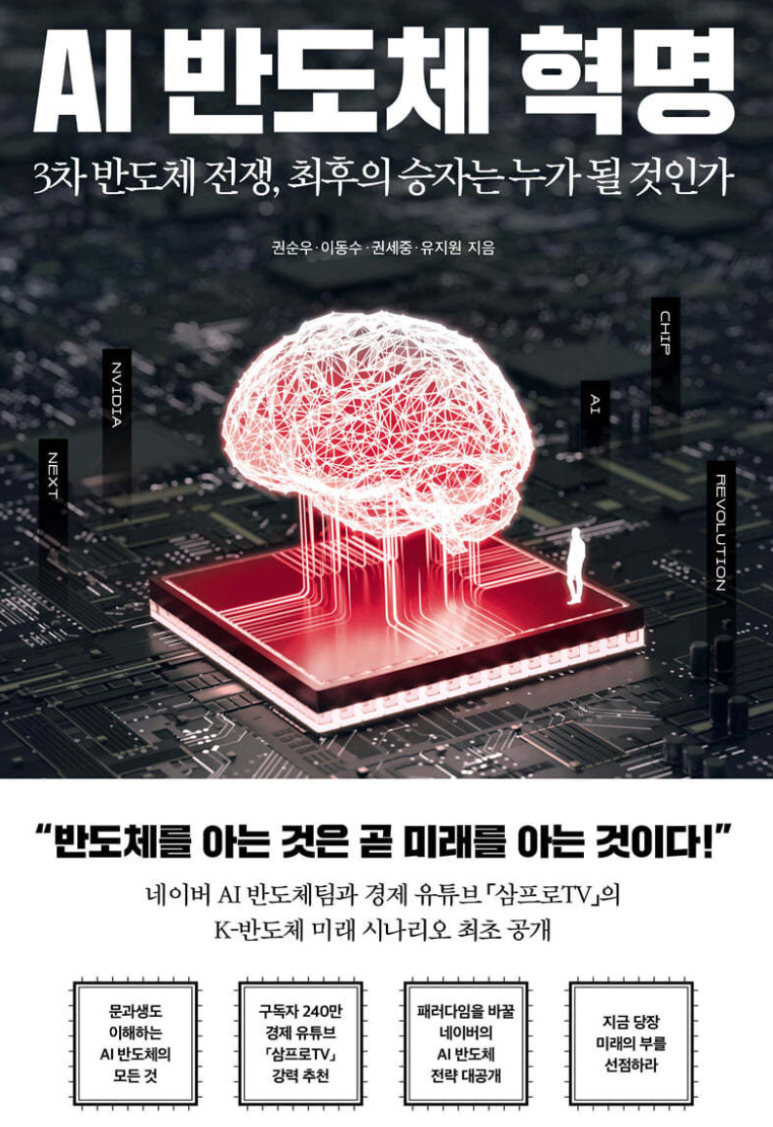 AI 반도체 혁명
3차 반도체 전쟁, 최후의 승자는 누가 될 것인가
권순우·이동수·권세중·유지원 지음
CHIP
NVIDIA
AI
NEXT
REVOLUTION
“반도체를 아는 것은 곧 미래를 아는 것이다!”
네이버 AI 반도체팀과 경제 유튜브 「삼프로TV」의
K-반도체 미래 시나리오 최초 공개
문과생도
이해하는
AI 반도체의
모든 것
구독자 240만
경제 유튜브
「삼프로TV」
강력 추천
패러다임을 바꿀
네이버의
AI 반도체
전략 대공개
지금 당장
미래의 부를
선점하라